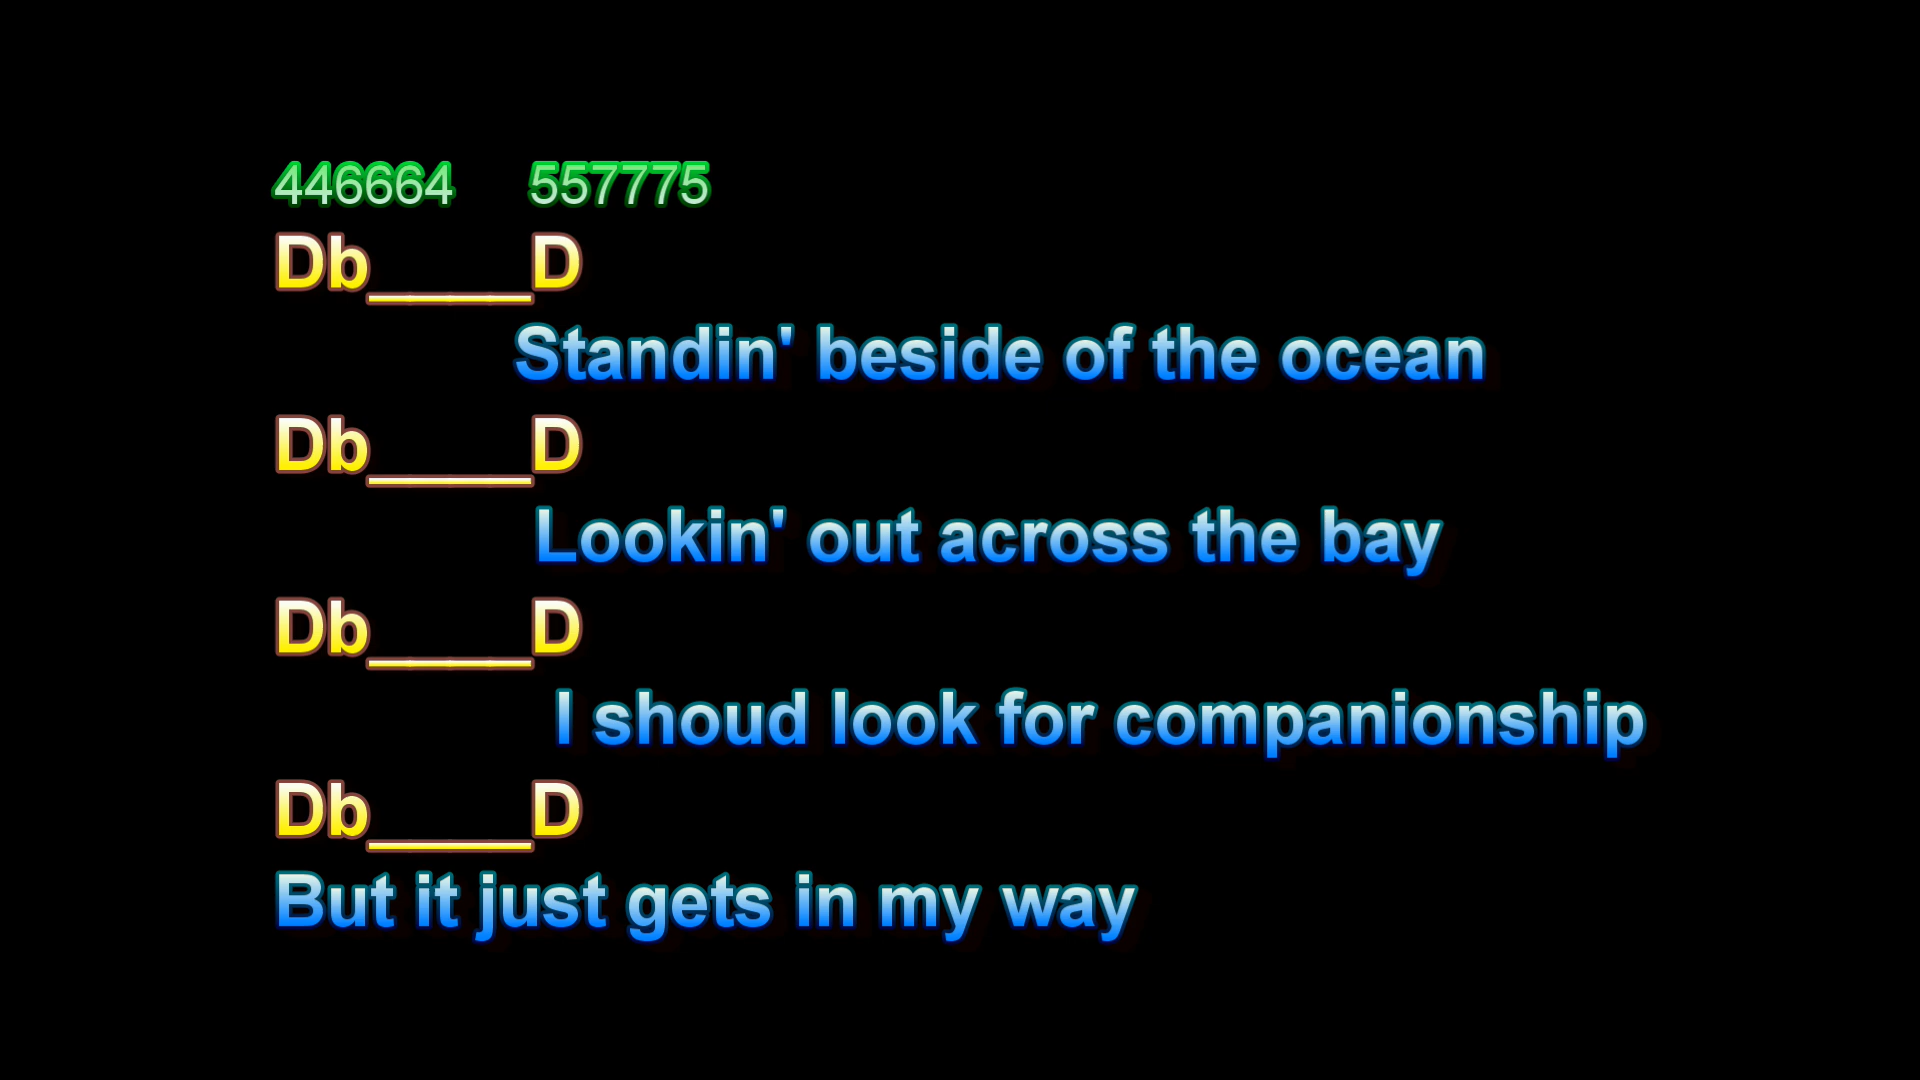 446664 557775
Db____D
Standin' beside of the ocean
Db____D
Lookin' out across the bay
Db____D
I shoud look for companionship
Db____D
But it just gets in my way